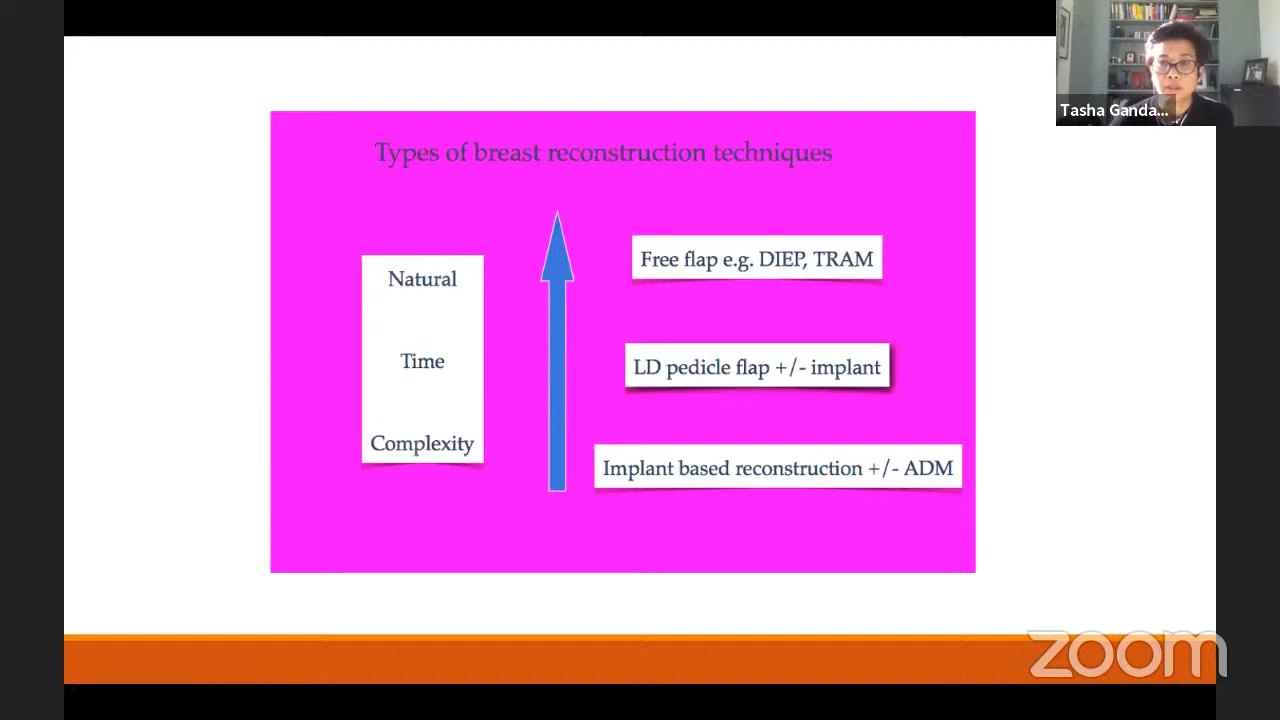 Types of breast reconstruction techniques
Natural
Time
Complexity
Free flap e.g. DIEP, TRAM
LD pedicle flap +/- implant
Implant based reconstruction +/- ADM
Tasha Ganda...
zoom